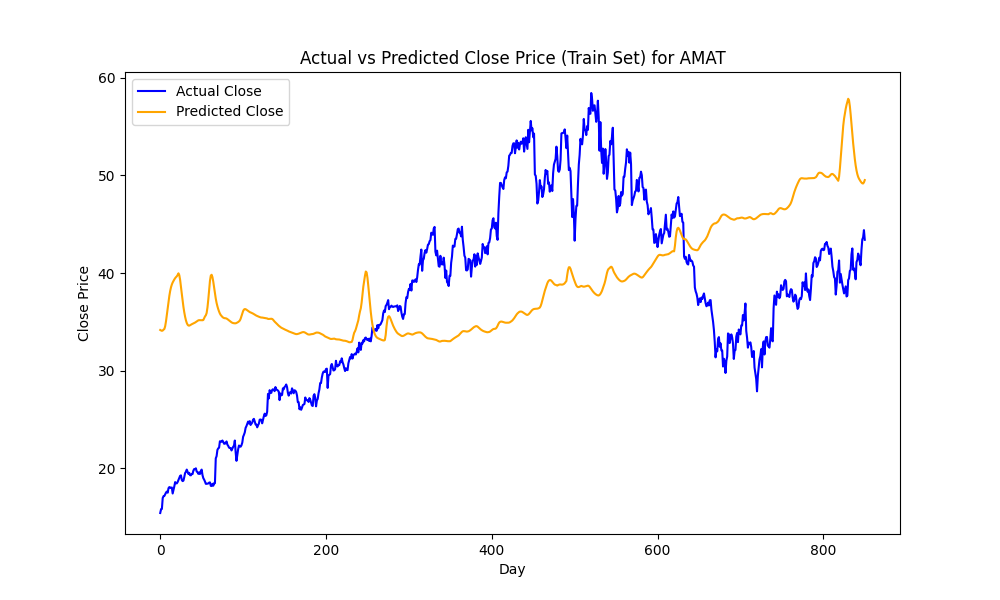 Actual vs Predicted Close Price (Train Set) for AMAT
Actual Close
Predicted Close
60
50
40
30
20
Close Price
0
200
400
600
800
Day